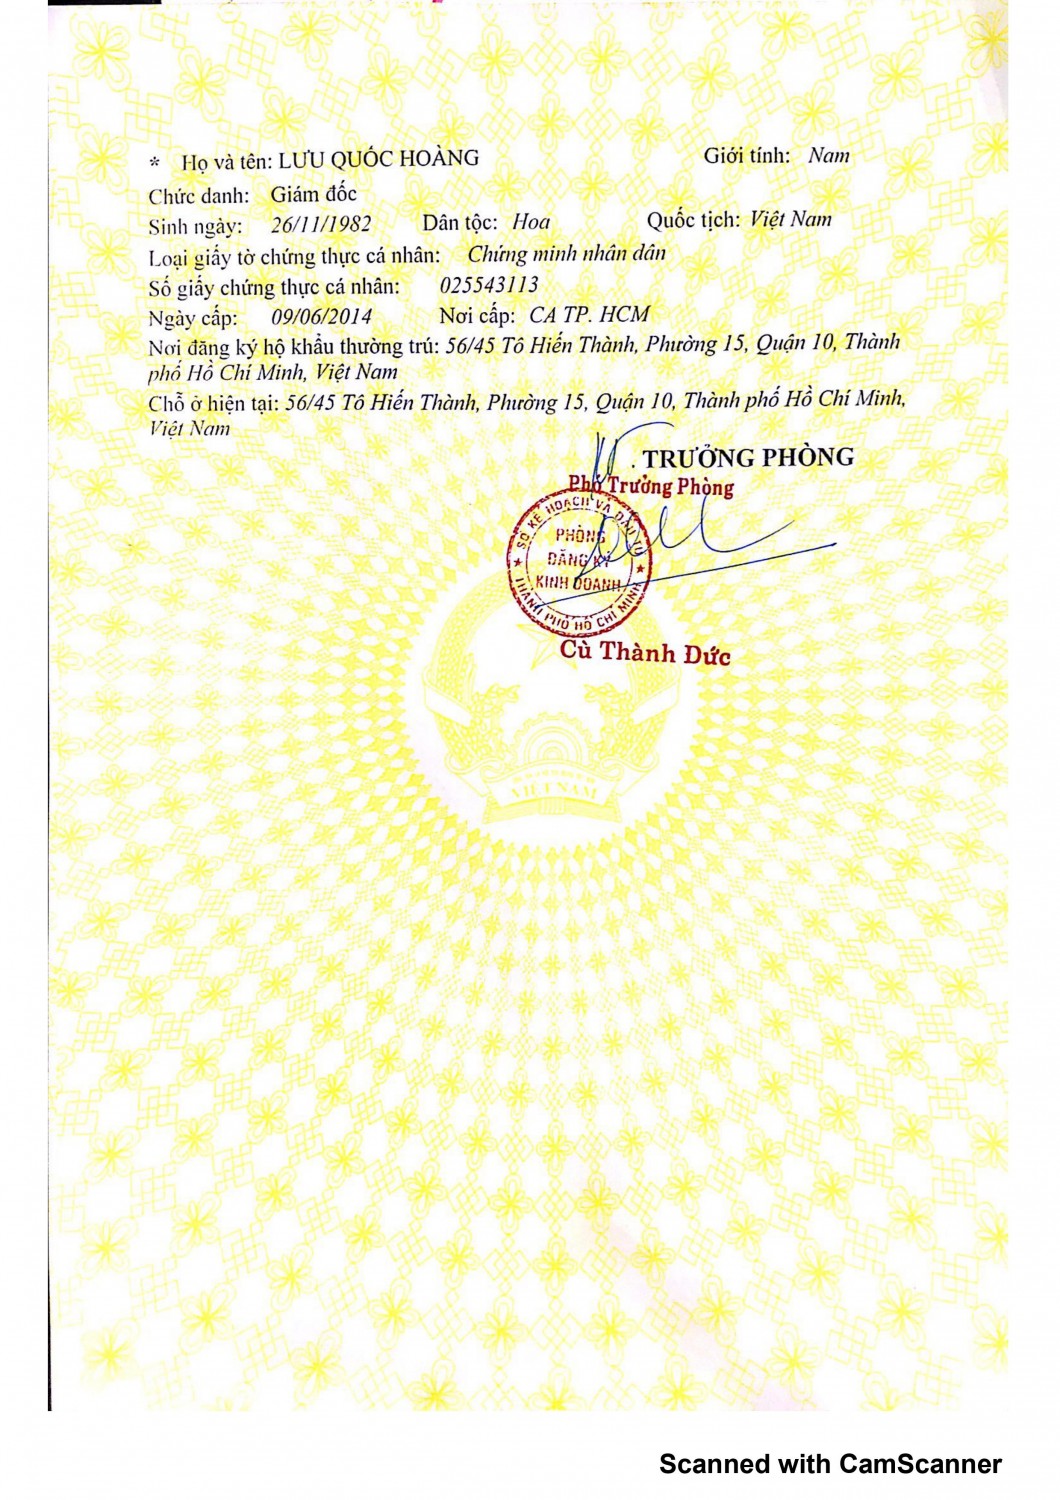 * Họ và tên: LƯU QUỐC HOÀNG Giới tính: Nam
Chức danh: Giám đốc
Sinh ngày: 26/11/1982 Dân tộc: Hoa Quốc tịch: Việt Nam
Loại giấy tờ chứng thực cá nhân: Chứng minh nhân dân
Số giấy chứng thực cá nhân: 025543113
Ngày cấp: 09/06/2014 Nơi cấp: CA TP. HCM
Nơi đăng ký hộ khẩu thường trú: 56/45 Tô Hiến Thành, Phường 15, Quận 10, Thành
phố Hồ Chí Minh, Việt Nam
Chỗ ở hiện tại: 56/45 Tô Hiến Thành, Phường 15, Quận 10, Thành phố Hồ Chí Minh,
Việt Nam
. TRƯỞNG PHÒNG
Phó Trưởng Phòng
SỞ KẾ HOẠCH VÀ ĐẦU TƯ
PHÒNG
ĐĂNG KÝ
KINH DOANH
THÀNH PHỐ HỒ CHÍ MINH
Cù Thành Đức
VIETNAM
Scanned with CamScanner